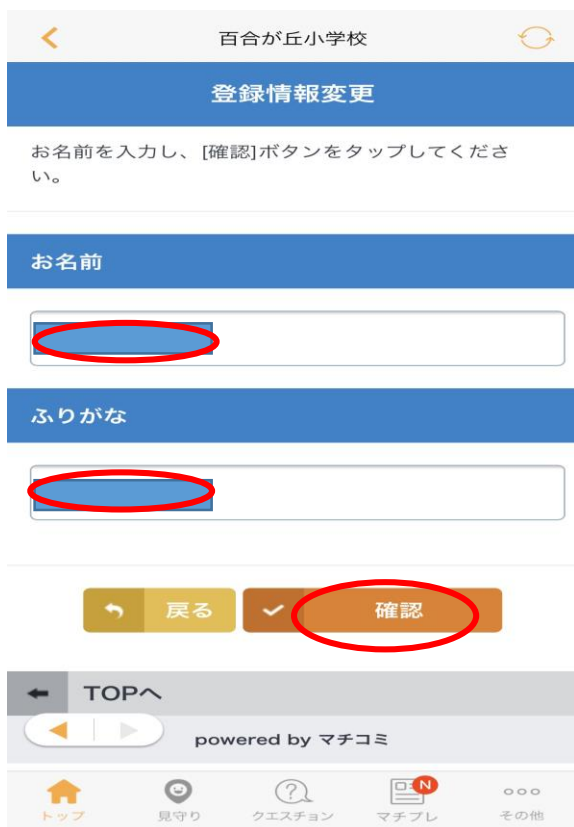 百合が丘小学校
登録情報変更
お名前を入力し、[確認]ボタンをタップしてくださ
い。
お名前
ふりがな
戻る 確認
TOPへ
powered by マチコミ
N
トップ 見守り クエスチョン マチプレ その他